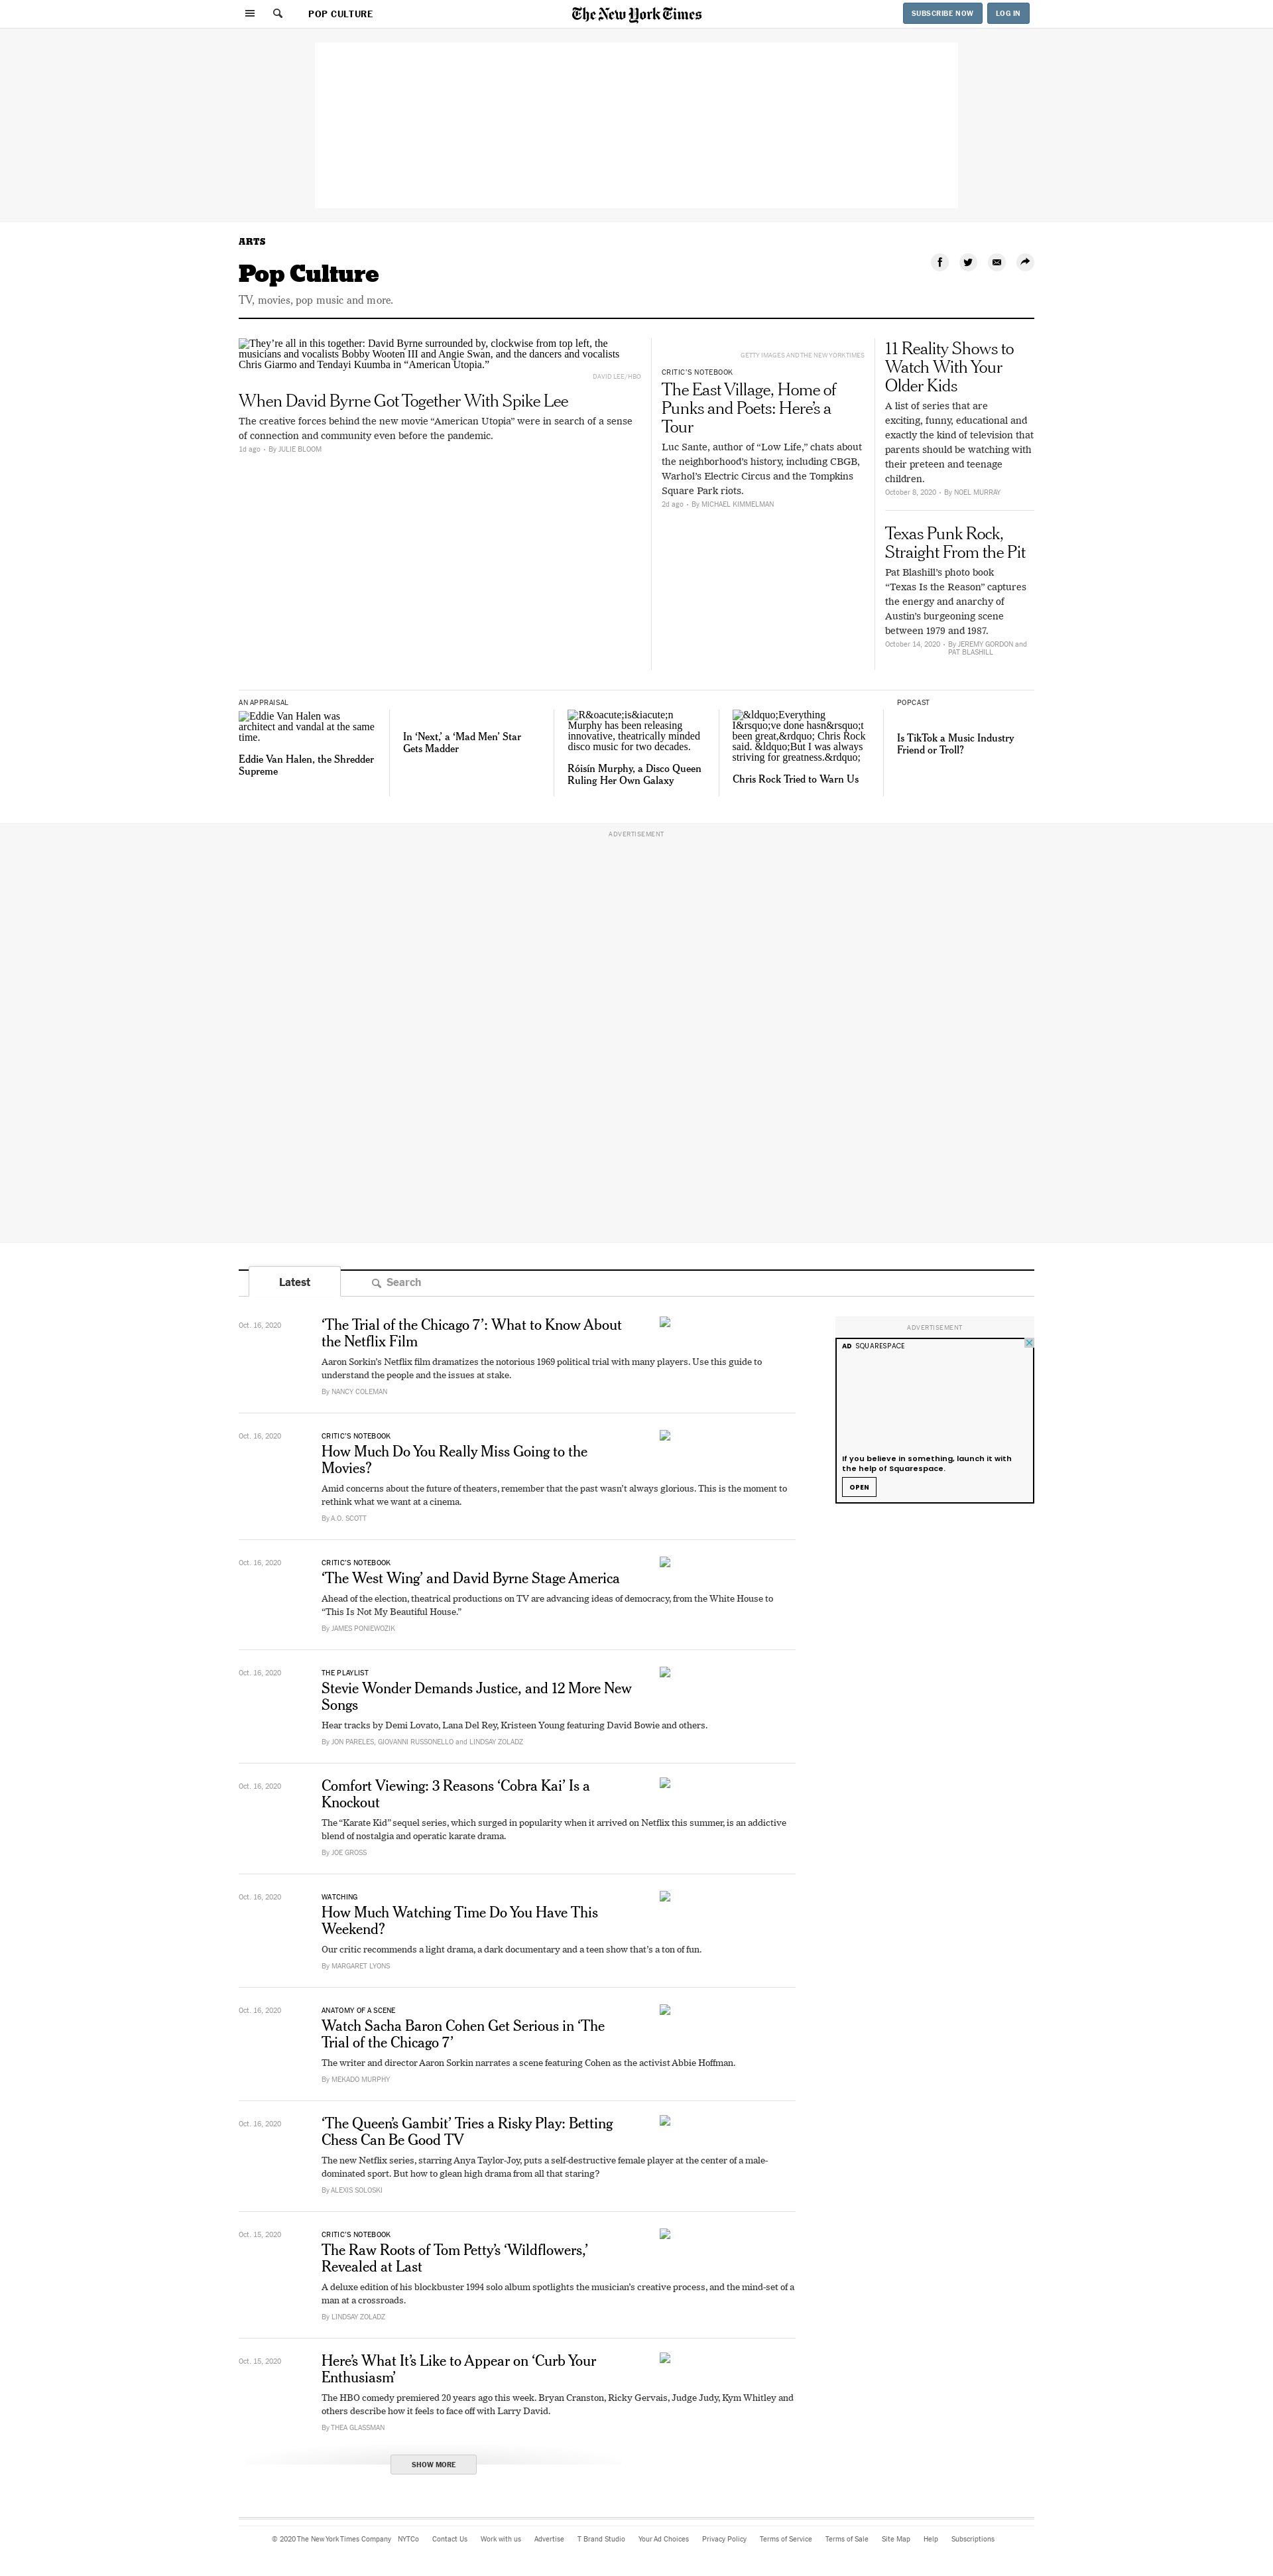 POP CULTURE
The New York Times
SUBSCRIBE NOW
LOG IN
ARTS
Pop Culture
TV, movies, pop music and more.
They’re all in this together: David Byrne surrounded by, clockwise from top left, the
musicians and vocalists Bobby Wooten III and Angie Swan, and the dancers and vocalists
Chris Giarmo and Tendayi Kuumba in “American Utopia.”
DAVID LEE/HBO
When David Byrne Got Together With Spike Lee
The creative forces behind the new movie “American Utopia” were in search of a sense
of connection and community even before the pandemic.
1d ago - By JULIE BLOOM
GETTY IMAGES AND THE NEW YORK TIMES
CRITIC’S NOTEBOOK
The East Village, Home of
Punks and Poets: Here’s a
Tour
Luc Sante, author of “Low Life,” chats about
the neighborhood’s history, including CBGB,
Warhol’s Electric Circus and the Tompkins
Square Park riots.
2d ago - By MICHAEL KIMMELMAN
11 Reality Shows to
Watch With Your
Older Kids
A list of series that are
exciting, funny, educational and
exactly the kind of television that
parents should be watching with
their preteen and teenage
children.
October 8, 2020 - By NOEL MURRAY
Texas Punk Rock,
Straight From the Pit
Pat Blashill’s photo book
“Texas Is the Reason” captures
the energy and anarchy of
Austin’s burgeoning scene
between 1979 and 1987.
October 14, 2020 - By JEREMY GORDON and
PAT BLASHILL
AN APPRAISAL
Eddie Van Halen was
architect and vandal at the same
time.
Eddie Van Halen, the Shredder
Supreme
In ‘Next,’ a ‘Mad Men’ Star
Gets Madder
R&oacute;is&iacute;n
Murphy has been releasing
innovative, theatrically minded
disco music for two decades.
Róisín Murphy, a Disco Queen
Ruling Her Own Galaxy
&ldquo;Everything
I&rsquo;ve done hasn&rsquo;t
been great,&rdquo; Chris Rock
said. &ldquo;But I was always
striving for greatness.&rdquo;
Chris Rock Tried to Warn Us
POPCAST
Is TikTok a Music Industry
Friend or Troll?
ADVERTISEMENT
Latest
Search
Oct. 16, 2020
‘The Trial of the Chicago 7’: What to Know About
the Netflix Film
Aaron Sorkin’s Netflix film dramatizes the notorious 1969 political trial with many players. Use this guide to
understand the people and the issues at stake.
By NANCY COLEMAN
Oct. 16, 2020
CRITIC’S NOTEBOOK
How Much Do You Really Miss Going to the
Movies?
Amid concerns about the future of theaters, remember that the past wasn’t always glorious. This is the moment to
rethink what we want at a cinema.
By A.O. SCOTT
Oct. 16, 2020
CRITIC’S NOTEBOOK
‘The West Wing’ and David Byrne Stage America
Ahead of the election, theatrical productions on TV are advancing ideas of democracy, from the White House to
“This Is Not My Beautiful House.”
By JAMES PONIEWOZIK
Oct. 16, 2020
THE PLAYLIST
Stevie Wonder Demands Justice, and 12 More New
Songs
Hear tracks by Demi Lovato, Lana Del Rey, Kristeen Young featuring David Bowie and others.
By JON PARELES, GIOVANNI RUSSONELLO and LINDSAY ZOLADZ
Oct. 16, 2020
Comfort Viewing: 3 Reasons ‘Cobra Kai’ Is a
Knockout
The “Karate Kid” sequel series, which surged in popularity when it arrived on Netflix this summer, is an addictive
blend of nostalgia and operatic karate drama.
By JOE GROSS
Oct. 16, 2020
WATCHING
How Much Watching Time Do You Have This
Weekend?
Our critic recommends a light drama, a dark documentary and a teen show that’s a ton of fun.
By MARGARET LYONS
Oct. 16, 2020
ANATOMY OF A SCENE
Watch Sacha Baron Cohen Get Serious in ‘The
Trial of the Chicago 7’
The writer and director Aaron Sorkin narrates a scene featuring Cohen as the activist Abbie Hoffman.
By MEKADO MURPHY
Oct. 16, 2020
‘The Queen’s Gambit’ Tries a Risky Play: Betting
Chess Can Be Good TV
The new Netflix series, starring Anya Taylor-Joy, puts a self-destructive female player at the center of a male-
dominated sport. But how to glean high drama from all that staring?
By ALEXIS SOLOSKI
Oct. 15, 2020
CRITIC’S NOTEBOOK
The Raw Roots of Tom Petty’s ‘Wildflowers,’
Revealed at Last
A deluxe edition of his blockbuster 1994 solo album spotlights the musician’s creative process, and the mind-set of a
man at a crossroads.
By LINDSAY ZOLADZ
Oct. 15, 2020
Here’s What It’s Like to Appear on ‘Curb Your
Enthusiasm’
The HBO comedy premiered 20 years ago this week. Bryan Cranston, Ricky Gervais, Judge Judy, Kym Whitley and
others describe how it feels to face off with Larry David.
By THEA GLASSMAN
SHOW MORE
ADVERTISEMENT
AD SQUARESPACE
If you believe in something, launch it with
the help of Squarespace.
OPEN
© 2020 The New York Times Company NYTCo Contact Us Work with us Advertise T Brand Studio Your Ad Choices Privacy Policy Terms of Service Terms of Sale Site Map Help Subscriptions